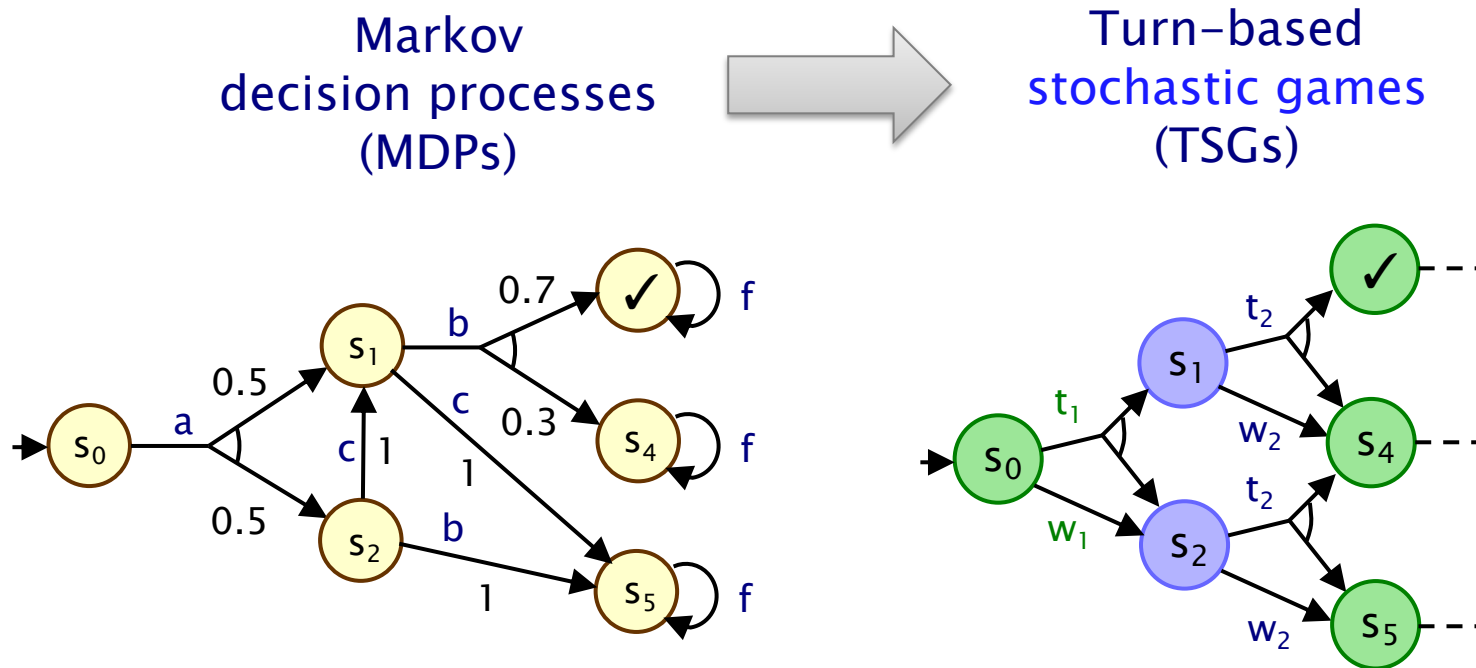 Markov
decision processes
(MDPs)
Turn-based
stochastic games
(TSGs)
s₀
a
0.5
0.5
s₁
s₂
c
1
b
0.7
0.3
c
1
b
1
✓
f
s₄
f
s₅
f
s₀
t₁
w₁
s₁
s₂
t₂
w₂
t₂
w₂
✓
s₄
s₅